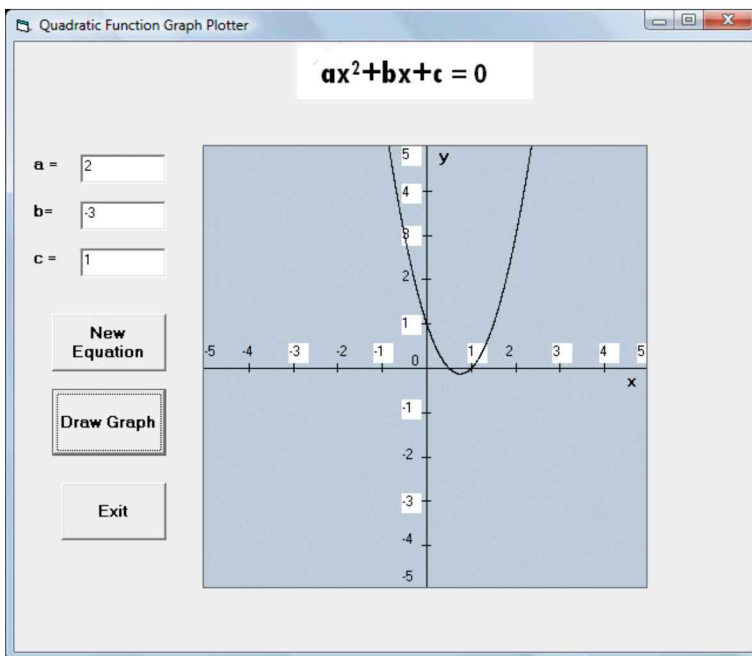 Quadratic Function Graph Plotter
ax²+bx+c = 0
a = 2
b= -3
c = 1
New
Equation
Draw Graph
Exit
y
5
4
3
2
1
-5 -4 -3 -2 -1 0 1 2 3 4 5
x
-1
-2
-3
-4
-5